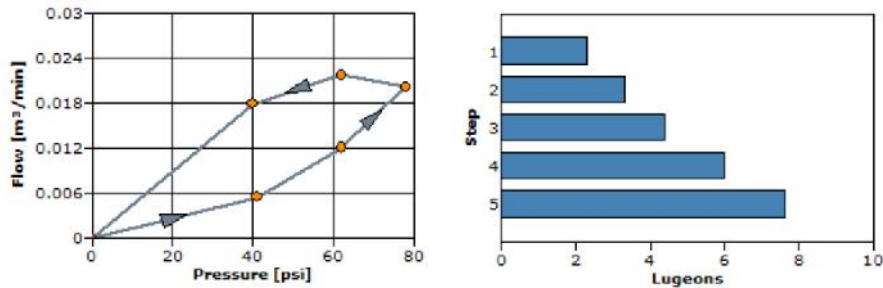 0.03
0.024
0.018
0.012
0.006
0
Flow [m³/min]
0 20 40 60 80
Pressure [psi]
Step
1
2
3
4
5
0 2 4 6 8 10
Lugeons